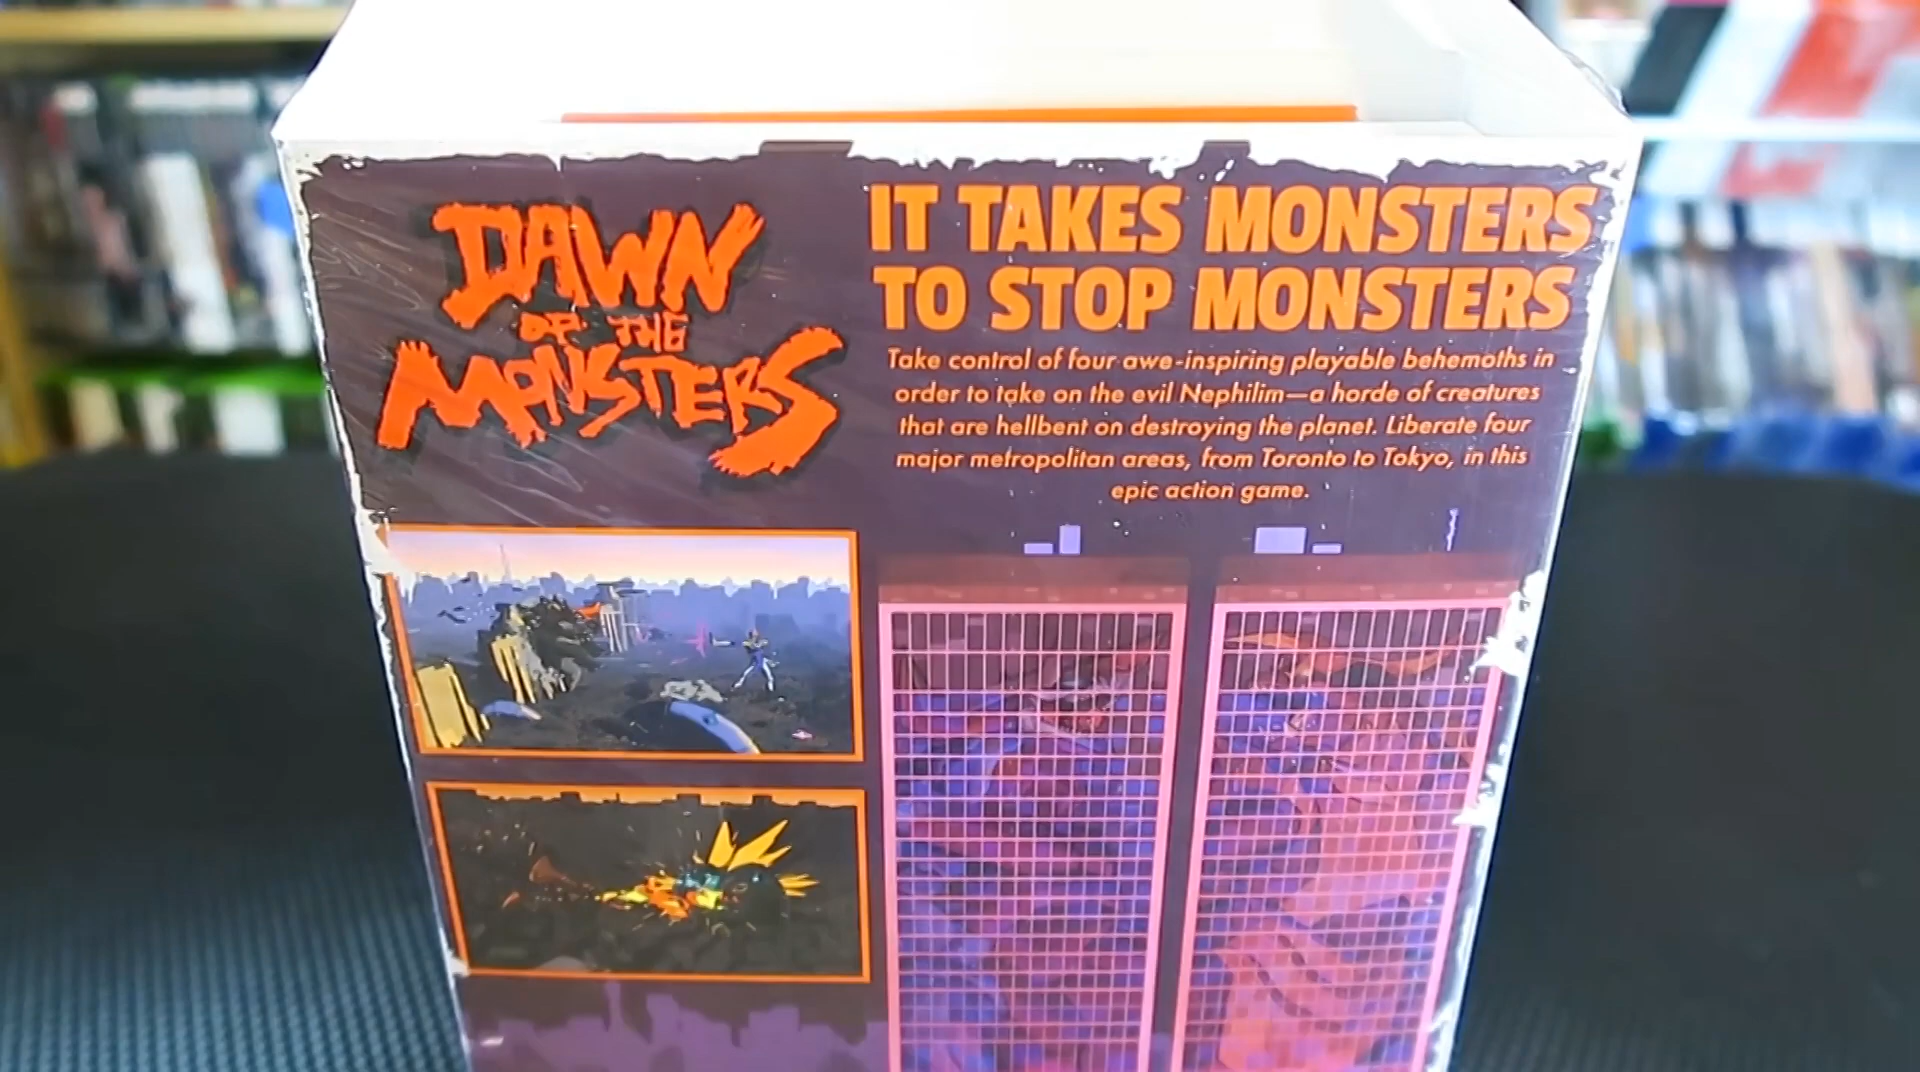 DAWN
OF THE
MONSTERS
IT TAKES MONSTERS
TO STOP MONSTERS
Take control of four awe-inspiring playable behemoths in
order to take on the evil Nephilim—a horde of creatures
that are hellbent on destroying the planet. Liberate four
major metropolitan areas, from Toronto to Tokyo, in this
epic action game.